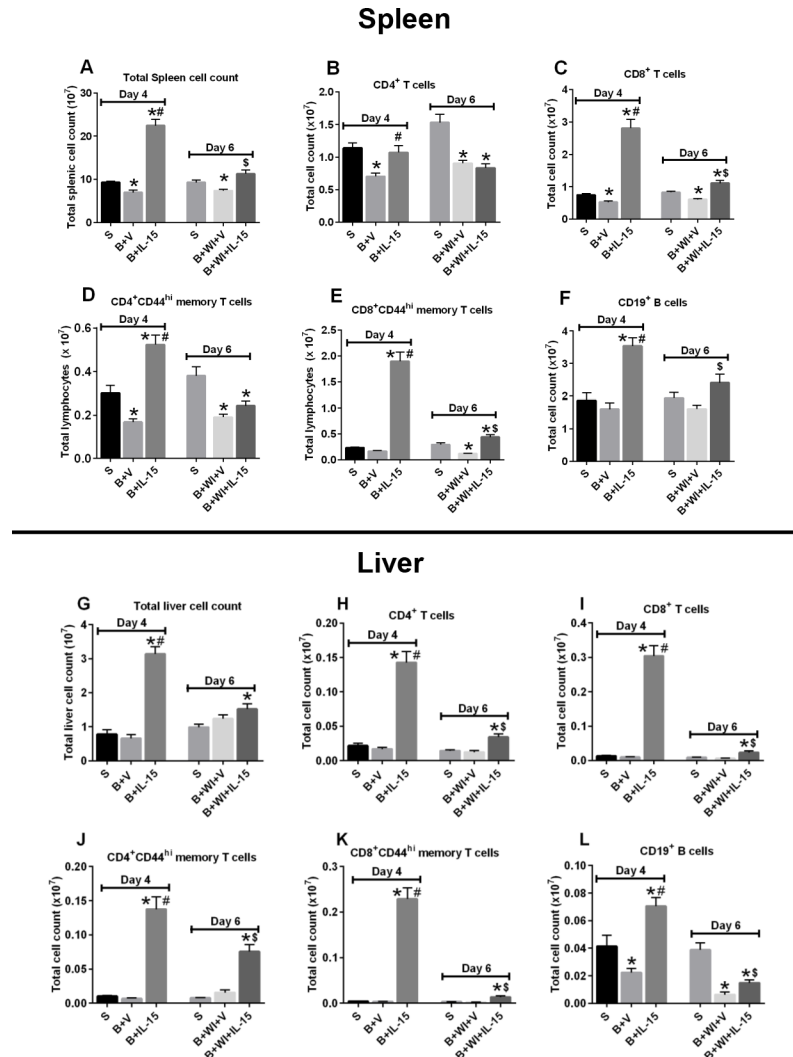 Spleen
A
Total Spleen cell count
Total splenic cell count (10⁷)
30
20
10
0
Day 4
*
*#
Day 6
*
$
S
B+V
B+IL-15
S
B+WI+V
B+WI+IL-15
B
CD4⁺ T cells
Total cell count (x10⁷)
2.0
1.5
1.0
0.5
0.0
Day 4
*
#
Day 6
*
*
S
B+V
B+IL-15
S
B+WI+V
B+WI+IL-15
C
CD8⁺ T cells
Total cell count (x10⁷)
4
3
2
1
0
Day 4
*
*#
Day 6
*
*$
S
B+V
B+IL-15
S
B+WI+V
B+WI+IL-15
D
CD4⁺CD44ʰⁱ memory T cells
Total lymphocytes (x 10⁷)
0.6
0.4
0.2
0.0
Day 4
*
*#
Day 6
*
*
S
B+V
B+IL-15
S
B+WI+V
B+WI+IL-15
E
CD8⁺CD44ʰⁱ memory T cells
Total lymphocytes (x 10⁷)
2.5
2.0
1.5
1.0
0.5
0.0
Day 4
*#
Day 6
*
*$
S
B+V
B+IL-15
S
B+WI+V
B+WI+IL-15
F
CD19⁺ B cells
Total cell count (x10⁷)
4
3
2
1
0
Day 4
*#
Day 6
$
S
B+V
B+IL-15
S
B+WI+V
B+WI+IL-15
Liver
G
Total liver cell count
Total liver cell count (10⁷)
4
3
2
1
0
Day 4
*#
Day 6
*
S
B+V
B+IL-15
S
B+WI+V
B+WI+IL-15
H
CD4⁺ T cells
Total cell count (x10⁷)
0.20
0.15
0.10
0.05
0.00
Day 4
*#
Day 6
*$
S
B+V
B+IL-15
S
B+WI+V
B+WI+IL-15
I
CD8⁺ T cells
Total cell count (x10⁷)
0.4
0.3
0.2
0.1
0.0
Day 4
*#
Day 6
*$
S
B+V
B+IL-15
S
B+WI+V
B+WI+IL-15
J
CD4⁺CD44ʰⁱ memory T cells
Total cell count (x10⁷)
0.20
0.15
0.10
0.05
0.00
Day 4
*#
Day 6
*$
S
B+V
B+IL-15
S
B+WI+V
B+WI+IL-15
K
CD8⁺CD44ʰⁱ memory T cells
Total cell count (x10⁷)
0.3
0.2
0.1
0.0
Day 4
*#
Day 6
*$
S
B+V
B+IL-15
S
B+WI+V
B+WI+IL-15
L
CD19⁺ B cells
Total cell count (x10⁷)
0.10
0.08
0.06
0.04
0.02
0.00
Day 4
*
*#
Day 6
*
*$
S
B+V
B+IL-15
S
B+WI+V
B+WI+IL-15